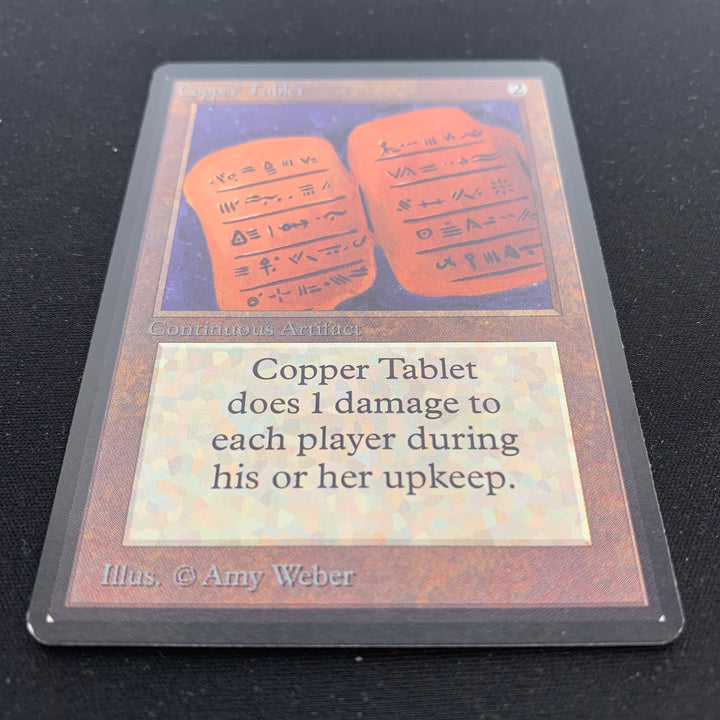 Copper Tablet 2
Continuous Artifact
Copper Tablet
does 1 damage to
each player during
his or her upkeep.
Illus. © Amy Weber